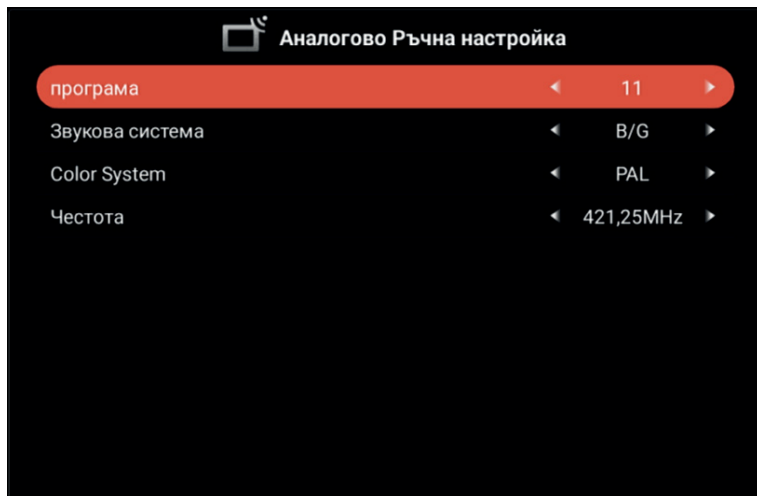 Аналогово Ръчна настройка
програма 11
Звукова система B/G
Color System PAL
Честота 421,25MHz